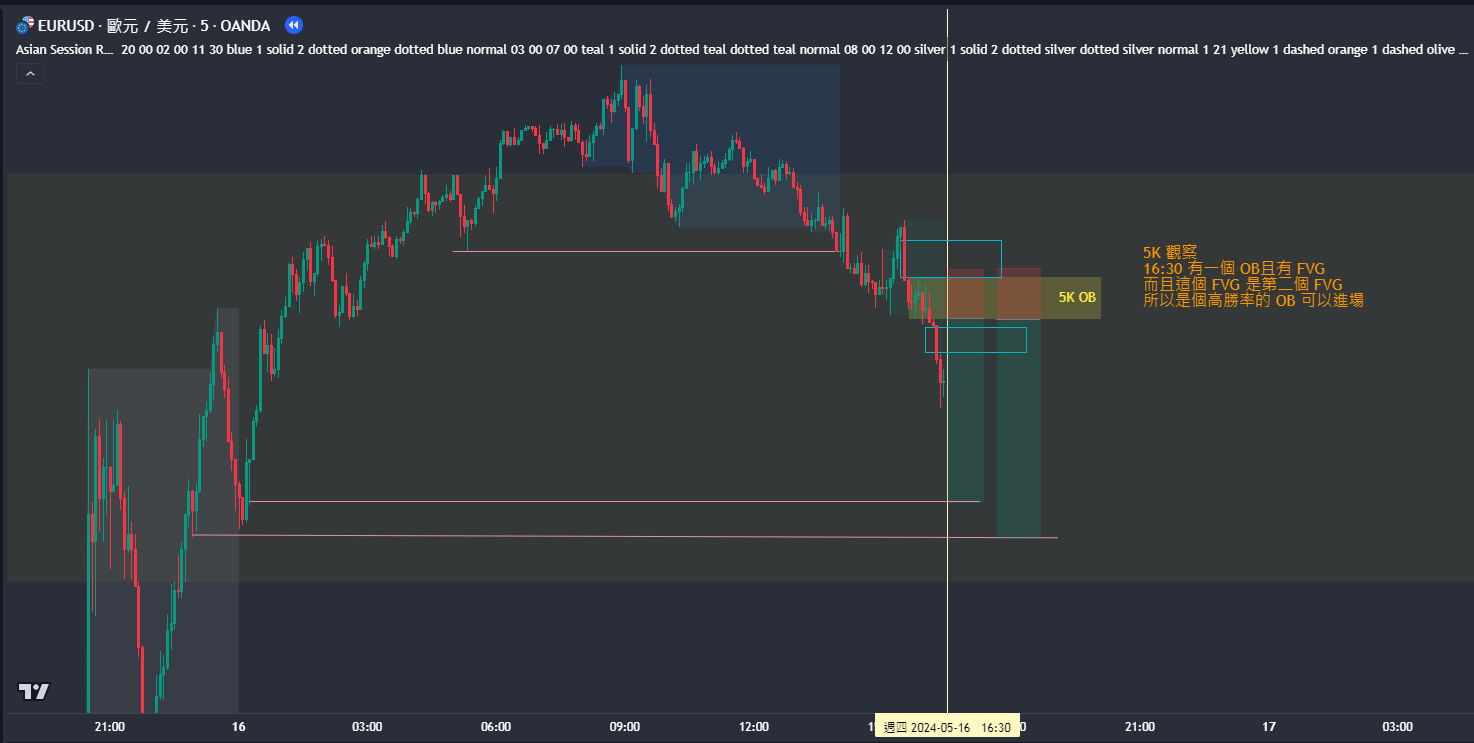 EURUSD · 歐元 / 美元 · 5 · OANDA
Asian Session R... 20 00 02 00 11 30 blue 1 solid 2 dotted orange dotted blue normal 03 00 07 00 teal 1 solid 2 dotted teal dotted teal normal 08 00 12 00 silver 1 solid 2 dotted silver dotted silver normal 1 21 yellow 1 dashed orange 1 dashed olive ...
5K 觀察
16:30 有一個 OB且有 FVG
而且這個 FVG 是第二個 FVG
所以是個高勝率的 OB 可以進場
5K OB
21:00 16 03:00 06:00 09:00 12:00 週四 2024-05-16 16:30 21:00 17 03:00